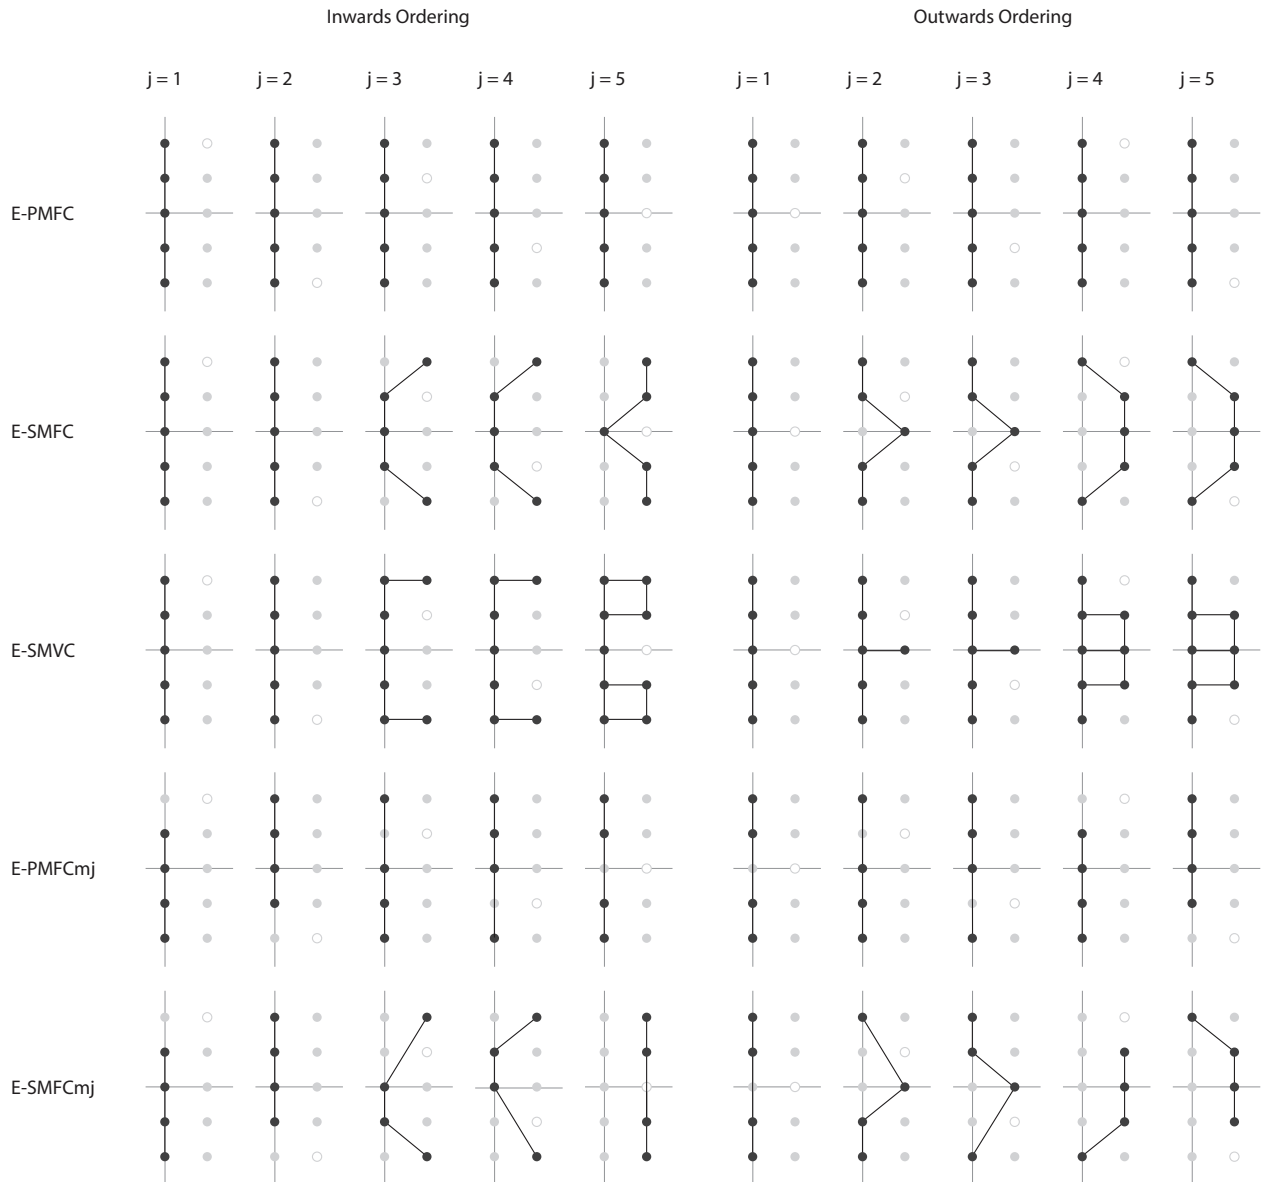 Inwards Ordering Outwards Ordering
j = 1 j = 2 j = 3 j = 4 j = 5 j = 1 j = 2 j = 3 j = 4 j = 5
E-PMFC
E-SMFC
E-SMVC
E-PMFCmj
E-SMFCmj